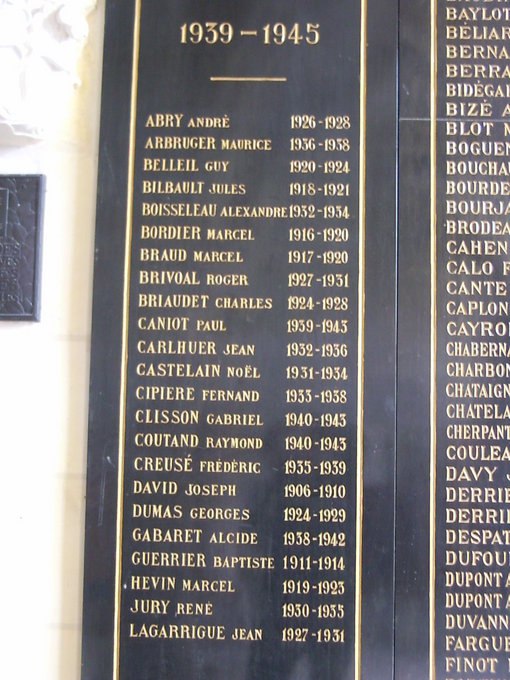 1939-1945
ABRY ANDRÉ 1926-1928
ARBRUGER MAURICE 1936-1938
BELLEIL GUY 1920-1924
BILBAULT JULES 1918-1921
BOISSELEAU ALEXANDRE 1932-1934
BORDIER MARCEL 1916-1920
BRAUD MARCEL 1917-1920
BRIVOAL ROGER 1927-1931
BRIAUDET CHARLES 1924-1928
CANIOT PAUL 1939-1943
CARLHUER JEAN 1932-1936
CASTELAIN NOËL 1931-1934
CIPIERE FERNAND 1933-1938
CLISSON GABRIEL 1940-1943
COUTAND RAYMOND 1940-1943
CREUSÉ FRÉDÉRIC 1935-1939
DAVID JOSEPH 1906-1910
DUMAS GEORGES 1924-1929
GABARET ALCIDE 1938-1942
GUERRIER BAPTISTE 1911-1914
HEVIN MARCEL 1919-1923
JURY RENÉ 1930-1935
LAGARRIGUE JEAN 1927-1931
BAYLOT
BÉLIAR
BERNA
BERRA
BIDÉGA
BIZÉ A
BLOT M
BOGUEN
BOUCHAU
BOURDE
BOURJA
BRODEA
CAHEN
CALO F
CANTE
CAPLON
CAYRO
CHABERNA
CHARBON
CHATAIGN
CHATELA
CHERPANT
COULEA
DAVY J
DERRIE
DERRIE
DESPAT
DUFOU
DUPONT A
DUPONT A
DUVANN
FARGUE
FINOT